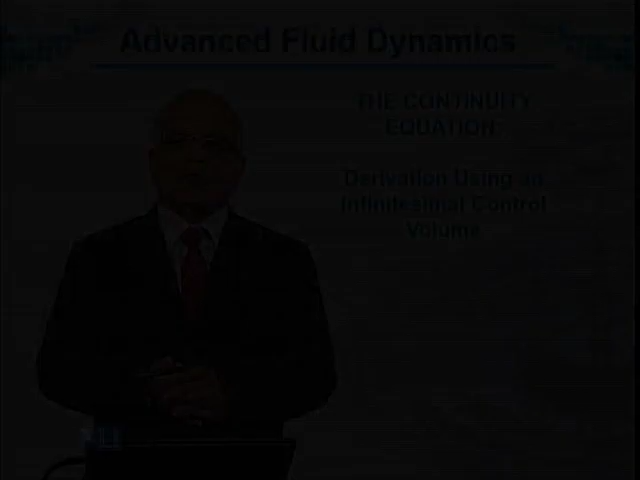 Advanced Fluid Dynamics
THE CONTINUITY
EQUATION
Derivation Using an
Infinitesimal Control
Volume